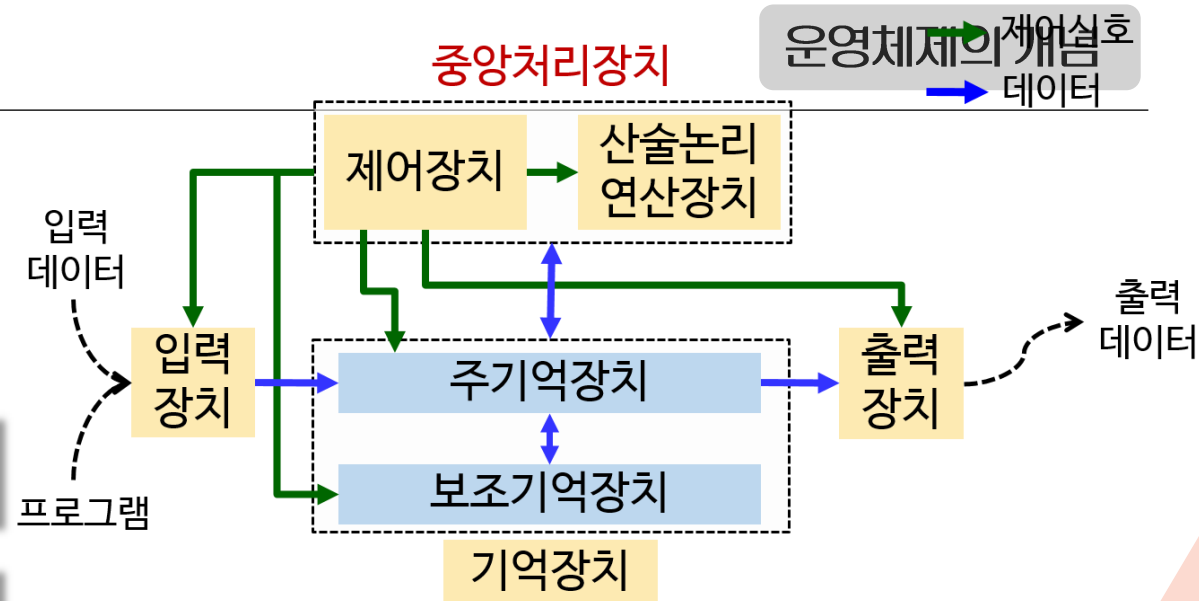 운영체제의 개념
제어신호
데이터
중앙처리장치
제어장치
산술논리
연산장치
입력
데이터
출력
데이터
입력
장치
주기억장치
출력
장치
보조기억장치
프로그램
기억장치